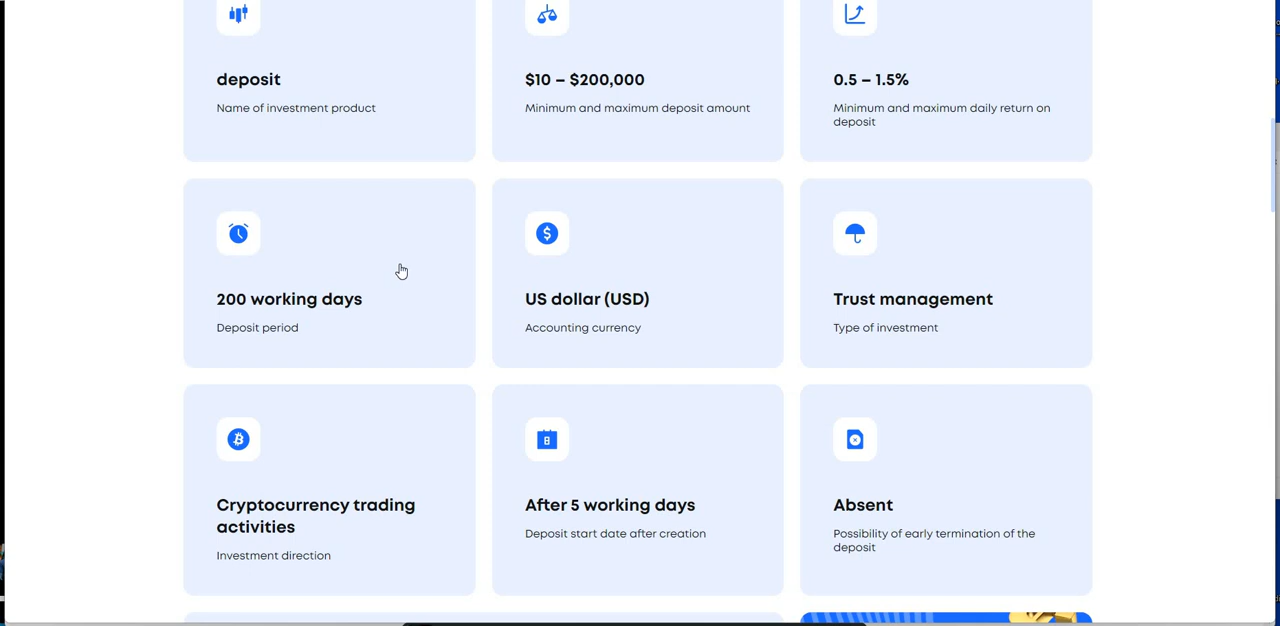 deposit
Name of investment product
$10 – $200,000
Minimum and maximum deposit amount
0.5 – 1.5%
Minimum and maximum daily return on
deposit
200 working days
Deposit period
US dollar (USD)
Accounting currency
Trust management
Type of investment
Cryptocurrency trading
activities
Investment direction
8
After 5 working days
Deposit start date after creation
Absent
Possibility of early termination of the
deposit